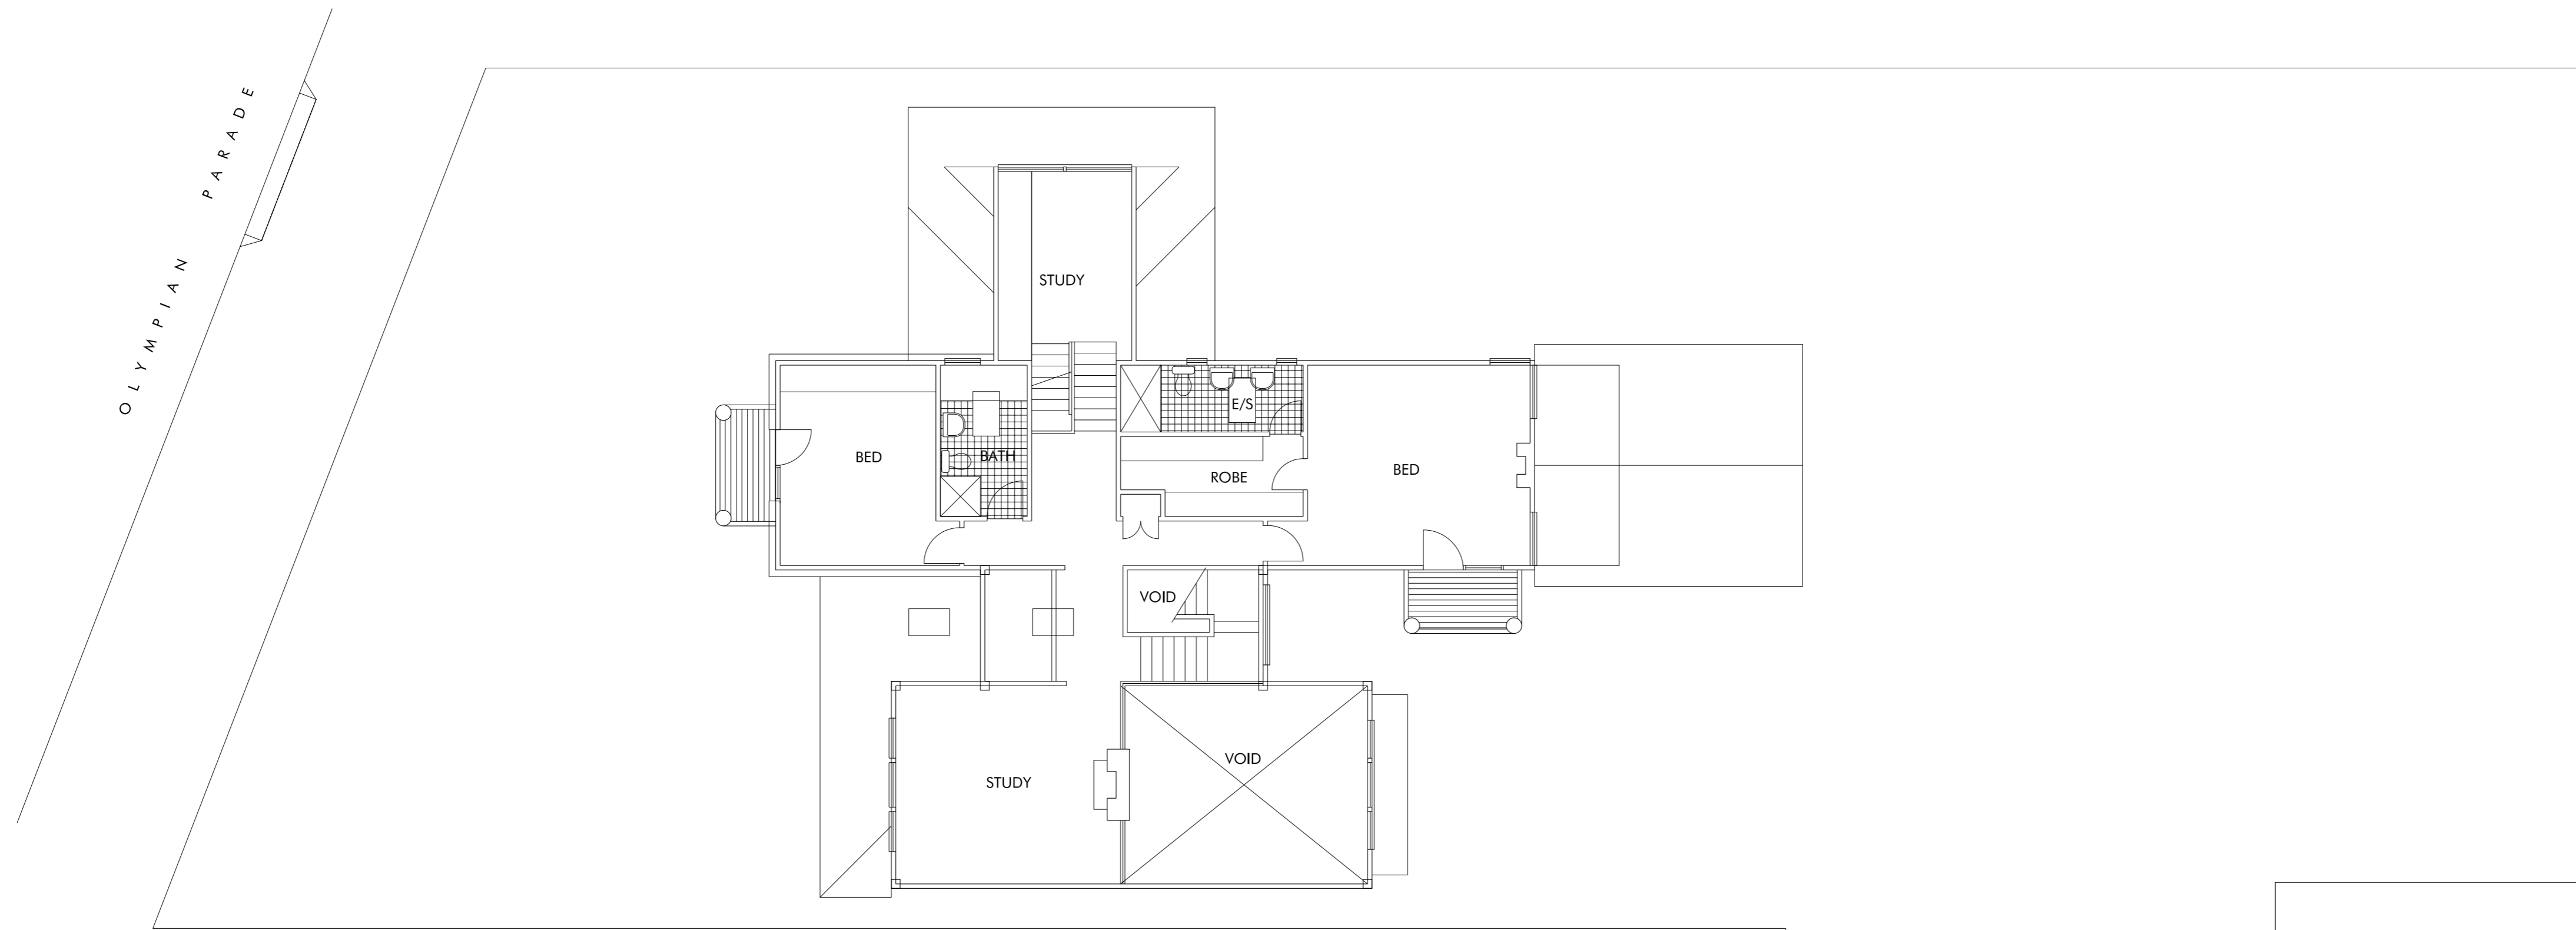 OLYMPIAN PARADE
STUDY
E/S
BED
BATH
BED
ROBE
VOID
VOID
STUDY